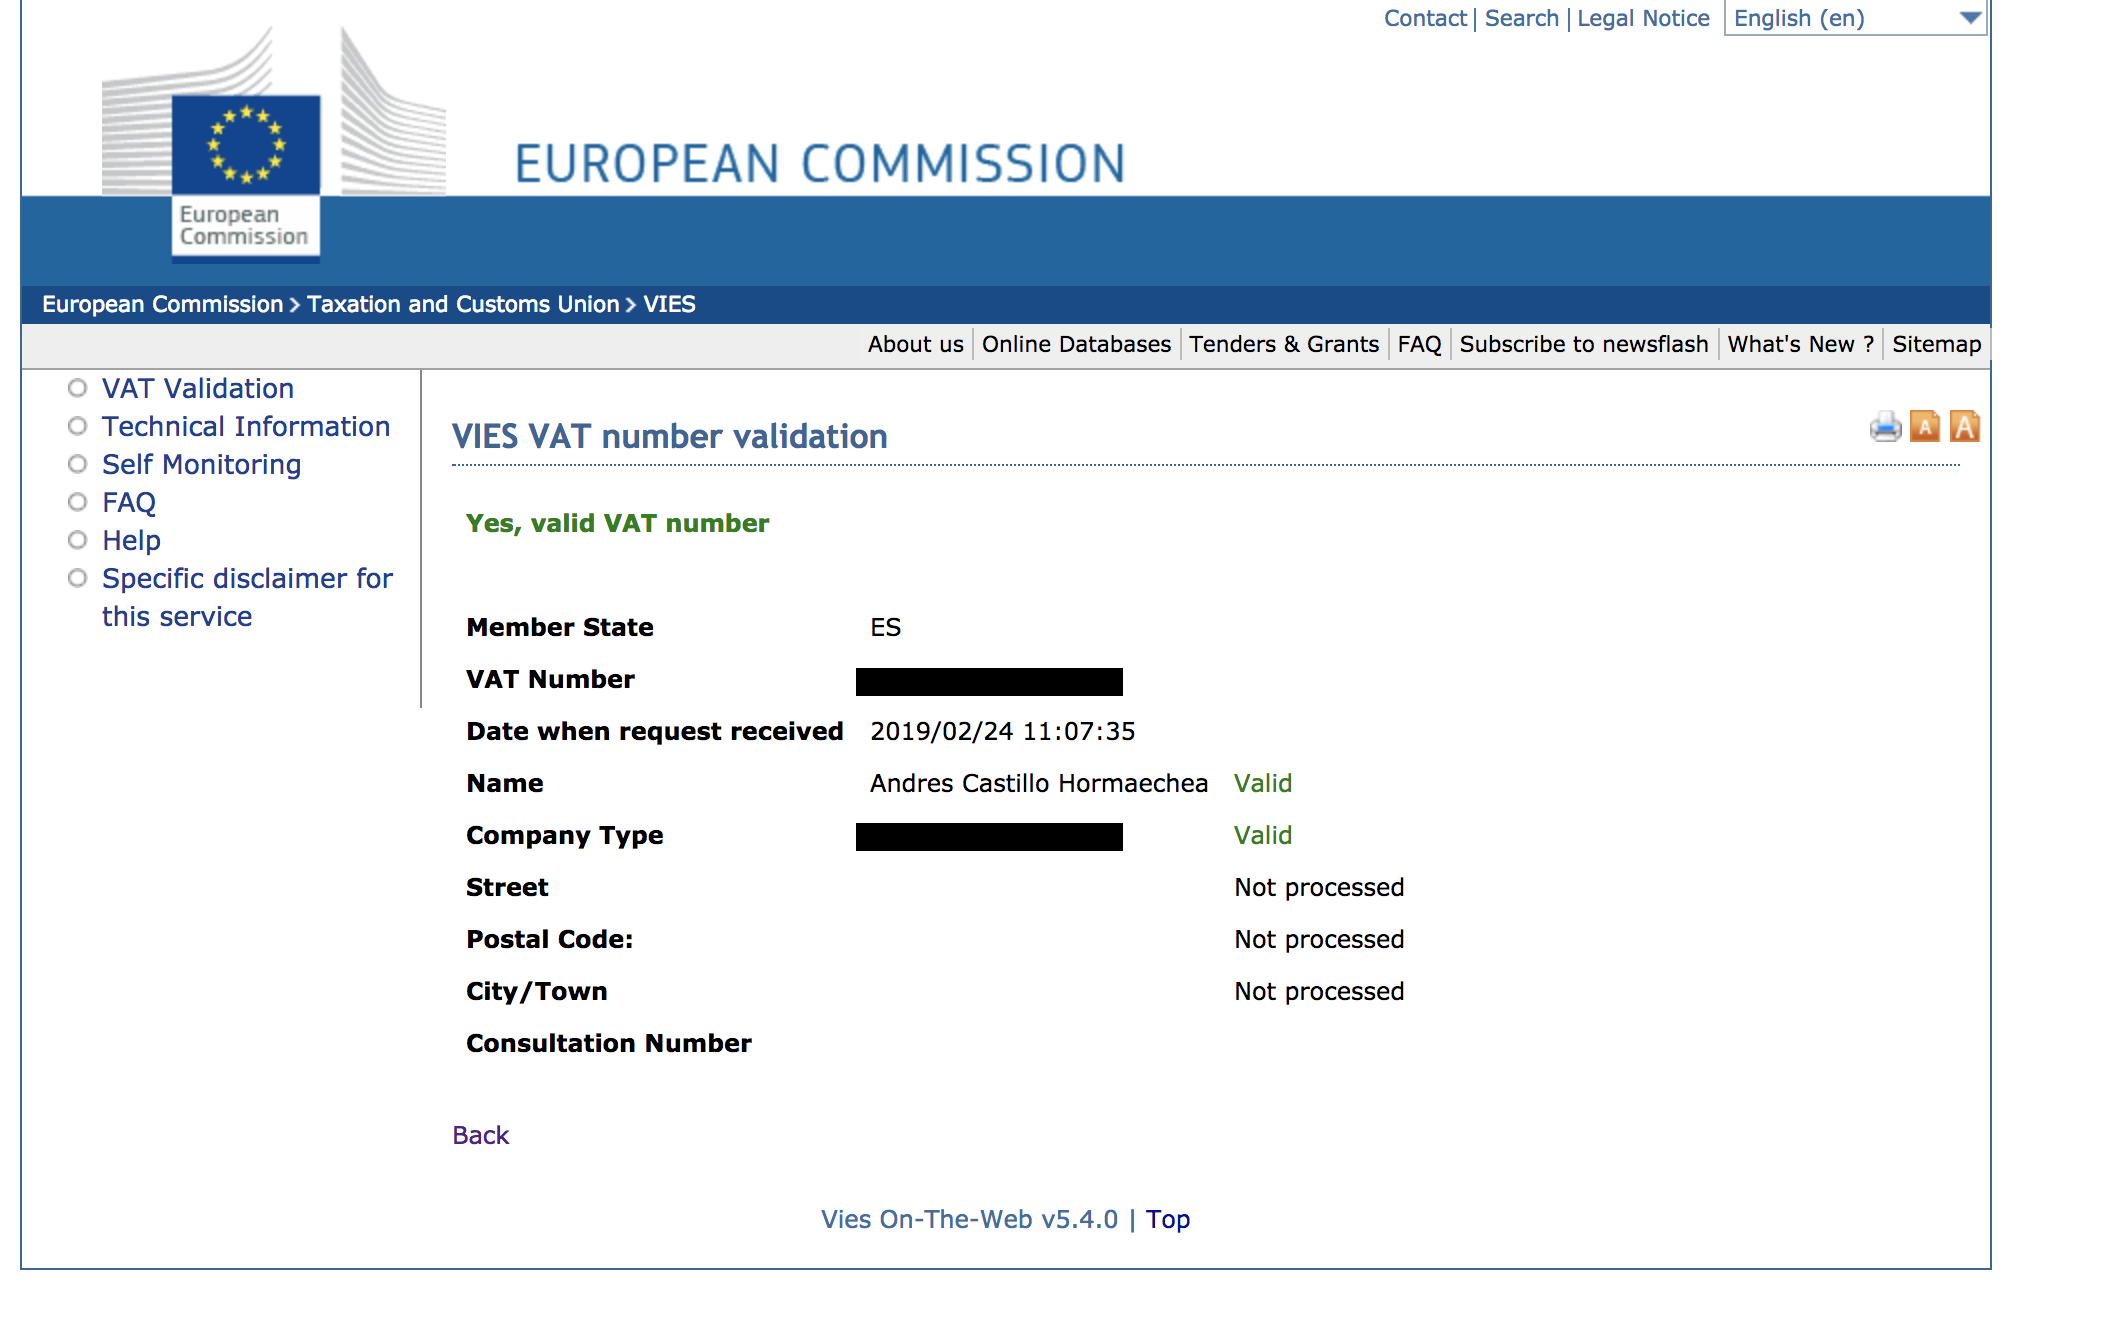 Contact | Search | Legal Notice English (en)
EUROPEAN COMMISSION
European
Commission
European Commission > Taxation and Customs Union > VIES
About us | Online Databases | Tenders & Grants | FAQ | Subscribe to newsflash | What's New ? | Sitemap
VAT Validation
Technical Information
Self Monitoring
FAQ
Help
Specific disclaimer for
this service
VIES VAT number validation
A A
Yes, valid VAT number
Member State ES
VAT Number
Date when request received 2019/02/24 11:07:35
Name Andres Castillo Hormaechea Valid
Company Type Valid
Street Not processed
Postal Code: Not processed
City/Town Not processed
Consultation Number
Back
Vies On-The-Web v5.4.0 | Top